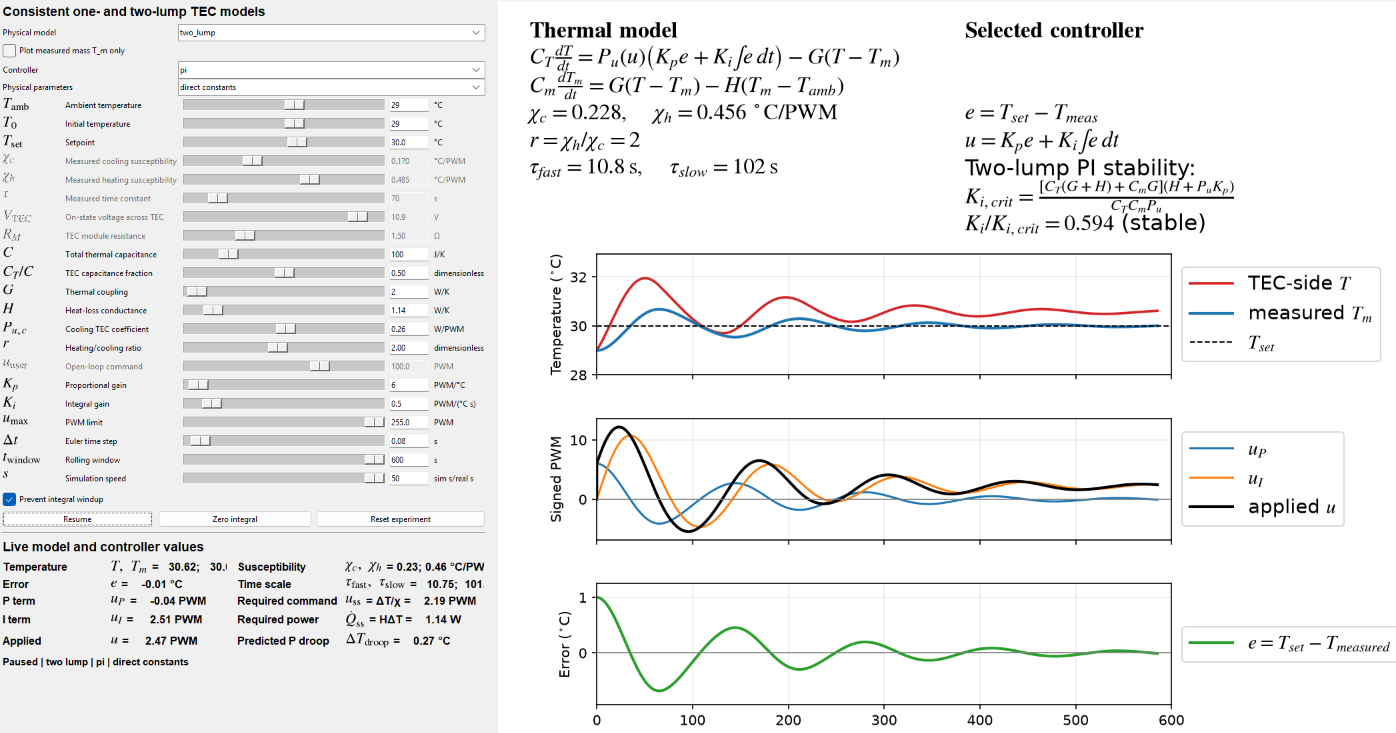 Consistent one- and two-lump TEC models
Physical model two_lump
Plot measured mass T_m only
Controller pi
Physical parameters direct constants
T_amb Ambient temperature 29 °C
T_0 Initial temperature 29 °C
T_set Setpoint 30.0 °C
χ_c Measured cooling susceptibility 0.170 °C/PWM
χ_h Measured heating susceptibility 0.485 °C/PWM
τ Measured time constant 70 s
V_TEC On-state voltage across TEC 10.9 V
R_M TEC module resistance 1.50 Ω
C Total thermal capacitance 100 J/K
C_T/C TEC capacitance fraction 0.50 dimensionless
G Thermal coupling 2 W/K
H Heat-loss conductance 1.14 W/K
P_u,c Cooling TEC coefficient 0.26 W/PWM
r Heating/cooling ratio 2.00 dimensionless
u_user Open-loop command 100.0 PWM
K_p Proportional gain 6 PWM/°C
K_i Integral gain 0.5 PWM/(°C s)
u_max PWM limit 255.0 PWM
Δt Euler time step 0.08 s
t_window Rolling window 600 s
s Simulation speed 50 sim s/real s
Prevent integral windup
Resume Zero integral Reset experiment
Live model and controller values
Temperature T, T_m = 30.62; 30.( Susceptibility χ_c, χ_h = 0.23; 0.46 °C/PW
Error e = -0.01 °C Time scale τ_fast, τ_slow = 10.75; 101.
P term u_P = -0.04 PWM Required command u_ss = ΔT/χ = 2.19 PWM
I term u_I = 2.51 PWM Required power Q̇_ss = HΔT = 1.14 W
Applied u = 2.47 PWM Predicted P droop ΔT_droop = 0.27 °C
Paused | two lump | pi | direct constants
Thermal model
C_T dT/dt = P_u(u)(K_p e + K_i ∫e dt) − G(T − T_m)
C_m dT_m/dt = G(T − T_m) − H(T_m − T_amb)
χ_c = 0.228, χ_h = 0.456 °C/PWM
r = χ_h/χ_c = 2
τ_fast = 10.8 s, τ_slow = 102 s
Selected controller
e = T_set − T_meas
u = K_p e + K_i ∫e dt
Two-lump PI stability:
K_i,crit = [C_T(G + H) + C_m G](H + P_u K_p) / C_T C_m P_u
K_i/K_i,crit = 0.594 (stable)
Temperature (°C)
32
30
28
TEC-side T
measured T_m
T_set
Signed PWM
10
0
u_P
u_I
applied u
Error (°C)
1
0
e = T_set − T_measured
0 100 200 300 400 500 600